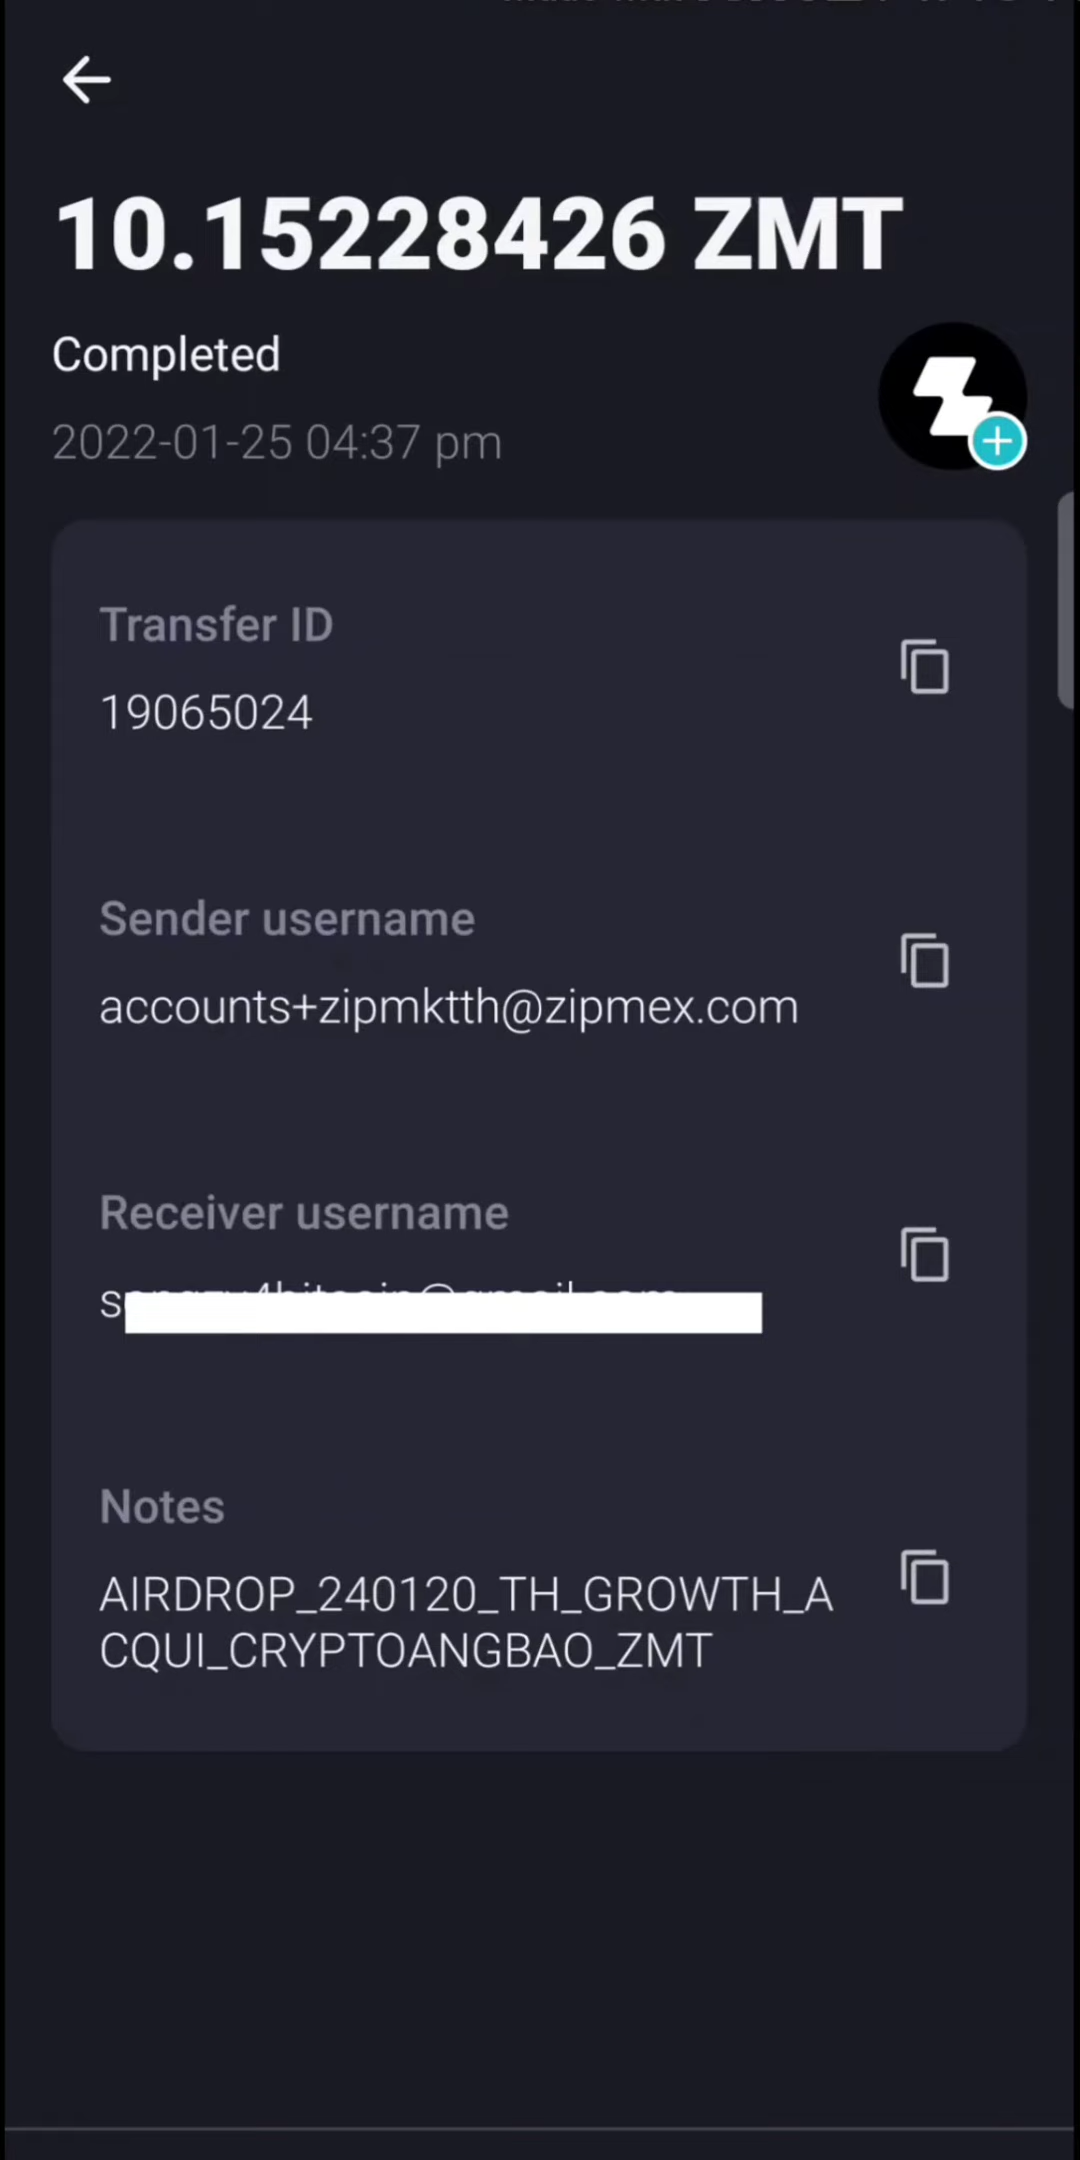 10.15228426 ZMT
Completed
2022-01-25 04:37 pm
Transfer ID
19065024
Sender username
accounts+zipmktth@zipmex.com
Receiver username
Notes
AIRDROP_240120_TH_GROWTH_A
CQUI_CRYPTOANGBAO_ZMT